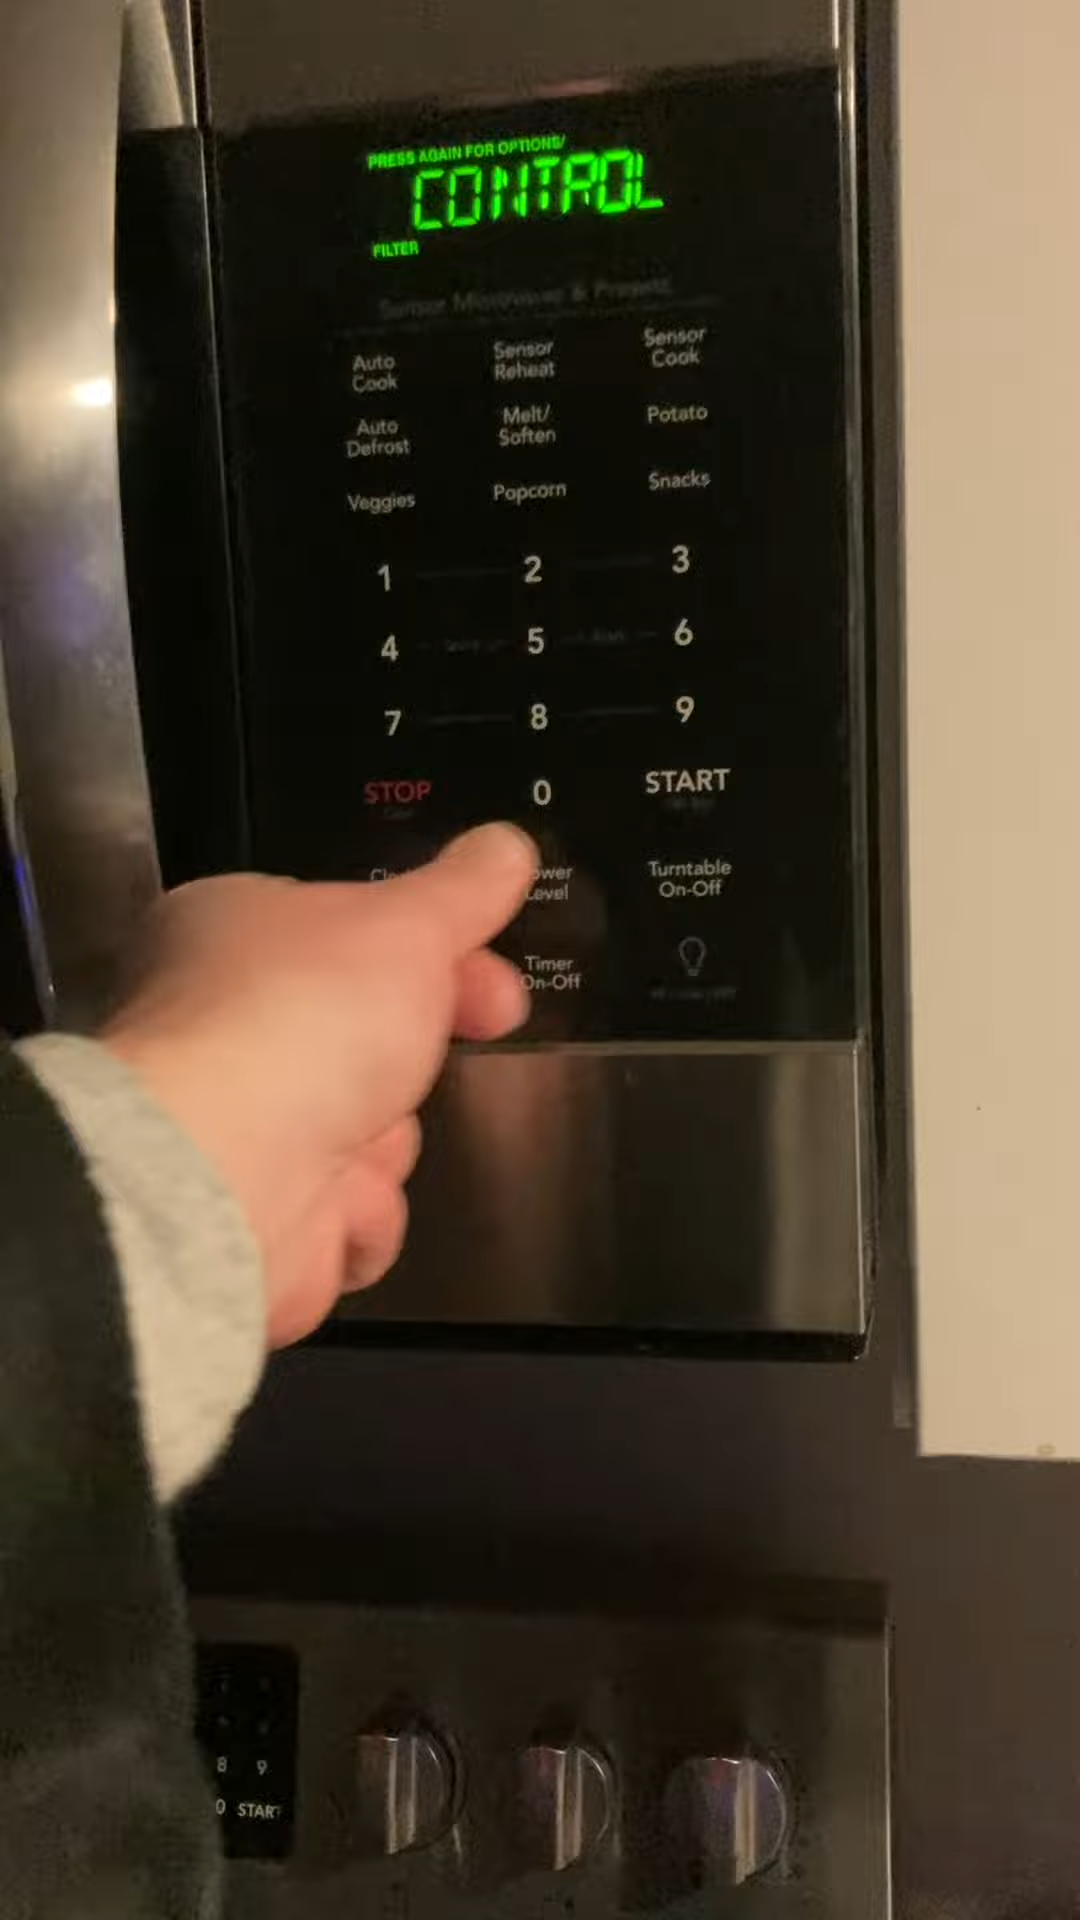 PRESS AGAIN FOR OPTIONS/
CONTROL
FILTER
Sensor Microwave & Presets
Auto Cook
Sensor Reheat
Sensor Cook
Auto Defrost
Melt/ Soften
Potato
Veggies
Popcorn
Snacks
1 2 3
4 5 6
7 8 9
STOP 0 START
ower Level
Turntable On-Off
Timer On-Off
8 9
0 START